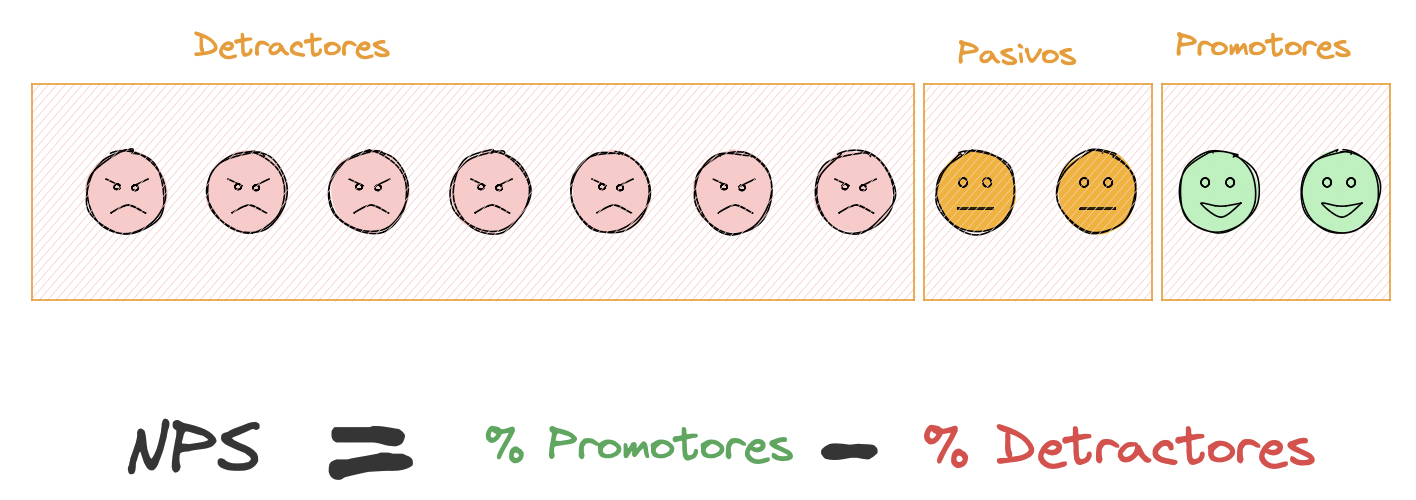 Detractores
Pasivos
Promotores
NPS = % Promotores - % Detractores